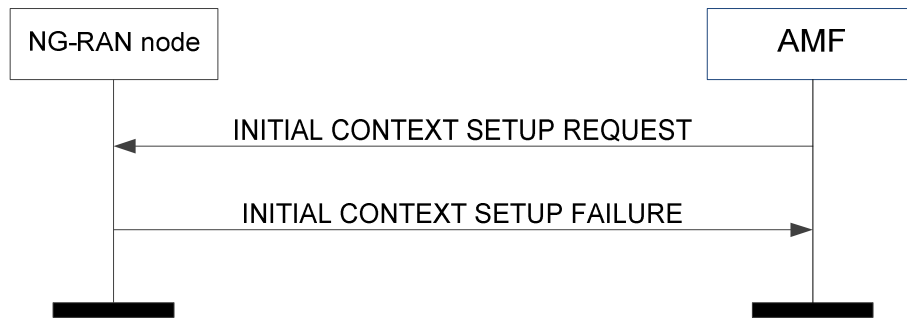 NG-RAN node
AMF
INITIAL CONTEXT SETUP REQUEST
INITIAL CONTEXT SETUP FAILURE